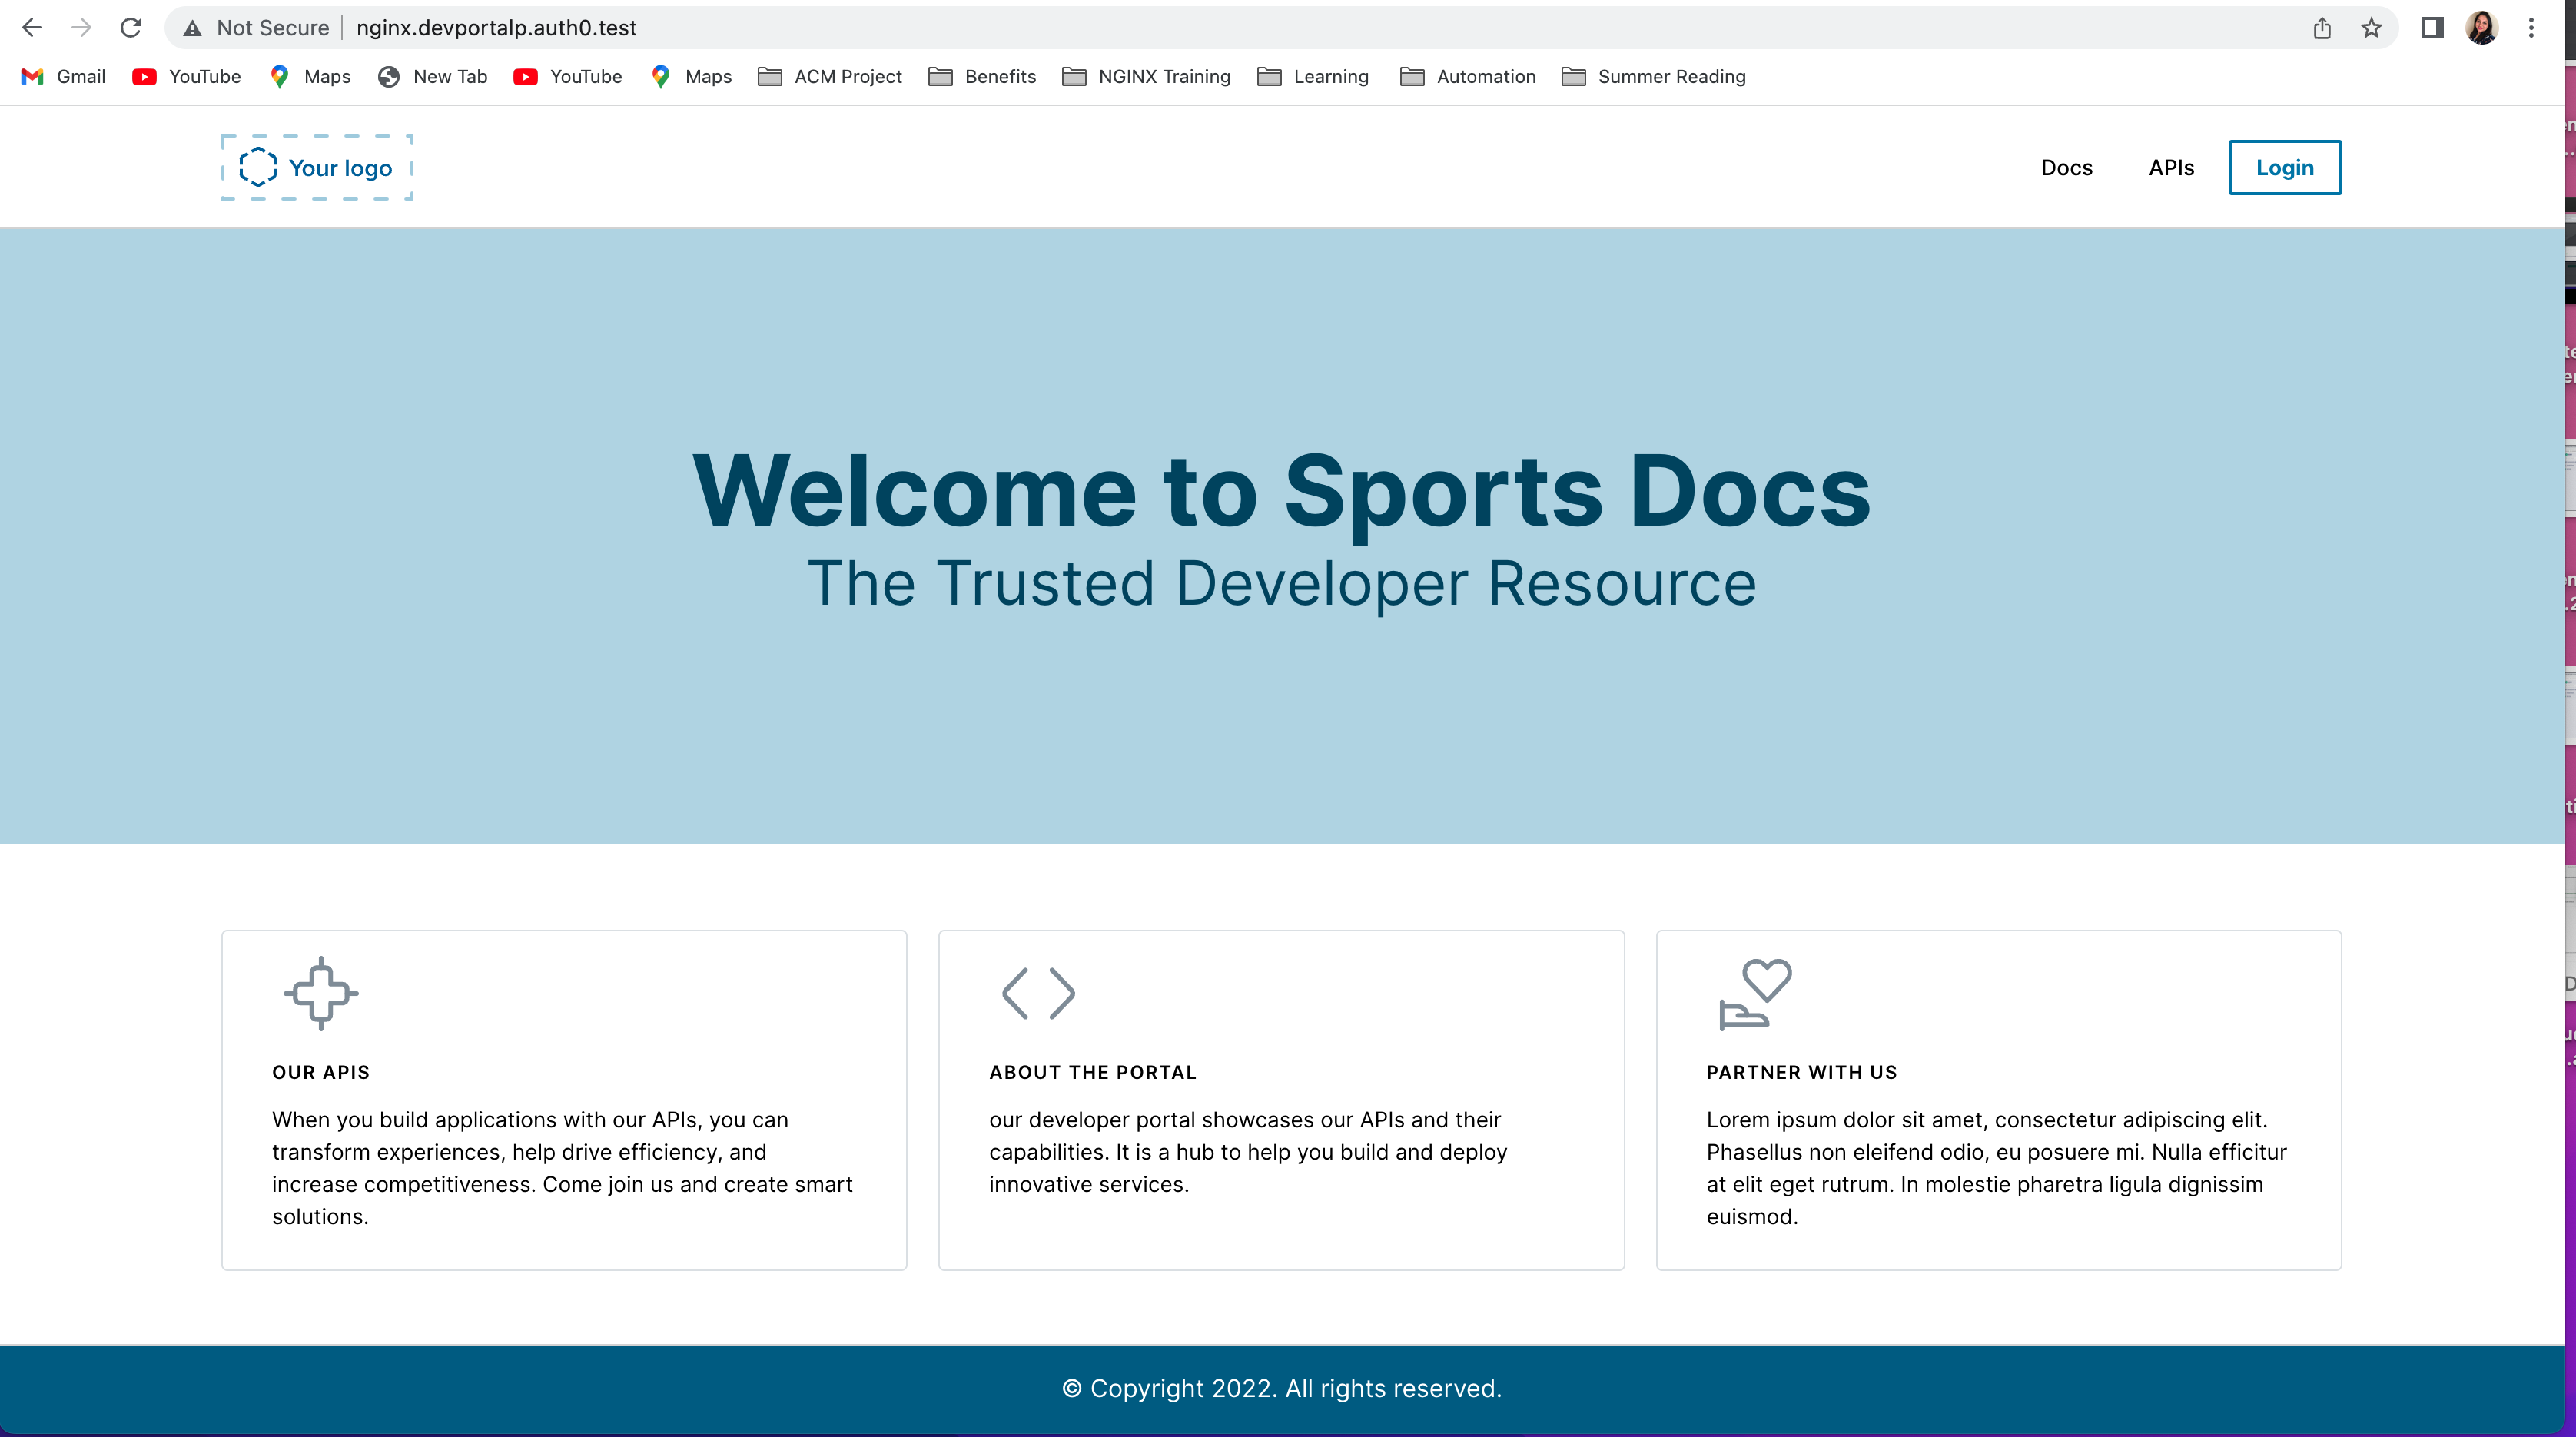 Not Secure nginx.devportalp.auth0.test
Gmail YouTube Maps New Tab YouTube Maps ACM Project Benefits NGINX Training Learning Automation Summer Reading
Your logo Docs APIs Login
Welcome to Sports Docs
The Trusted Developer Resource
OUR APIS
When you build applications with our APIs, you can
transform experiences, help drive efficiency, and
increase competitiveness. Come join us and create smart
solutions.
ABOUT THE PORTAL
our developer portal showcases our APIs and their
capabilities. It is a hub to help you build and deploy
innovative services.
PARTNER WITH US
Lorem ipsum dolor sit amet, consectetur adipiscing elit.
Phasellus non eleifend odio, eu posuere mi. Nulla efficitur
at elit eget rutrum. In molestie pharetra ligula dignissim
euismod.
© Copyright 2022. All rights reserved.